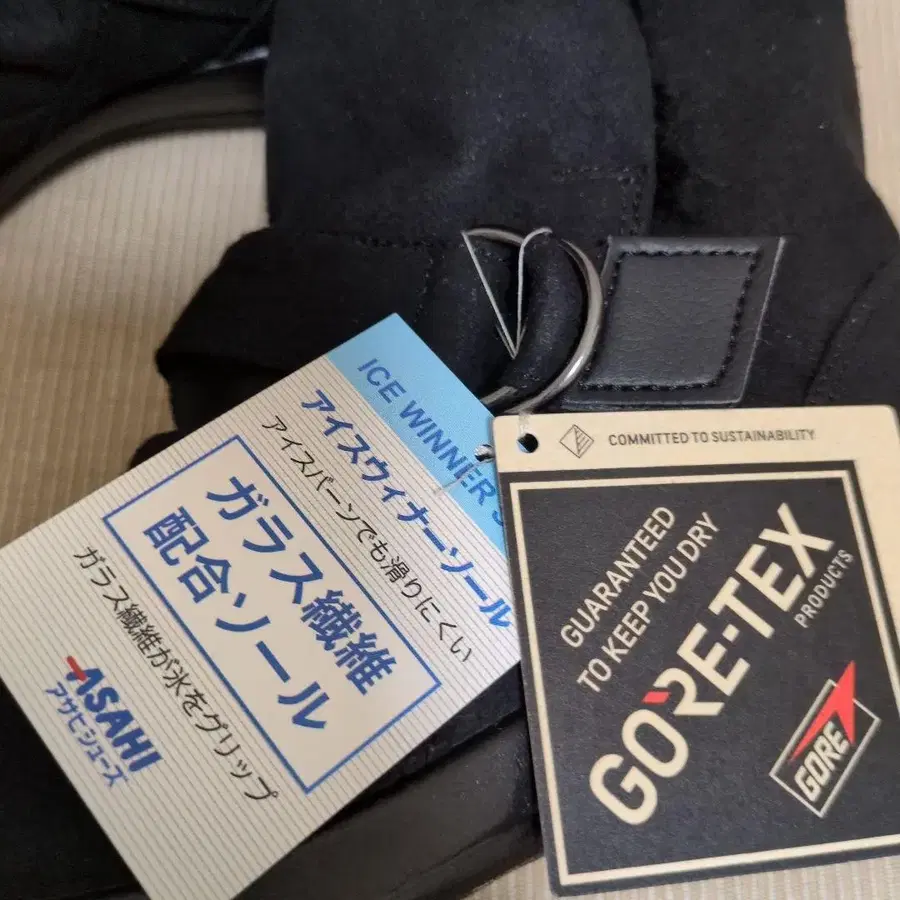 ICE WINNER
アイスウィナーソール
アイスバーンでも滑りにくい
ガラス繊維
配合ソール
ガラス繊維が氷をグリップ
ASAHI
アサヒシューズ
COMMITTED TO SUSTAINABILITY
GUARANTEED
TO KEEP YOU DRY
GORE-TEX
PRODUCTS
GORE